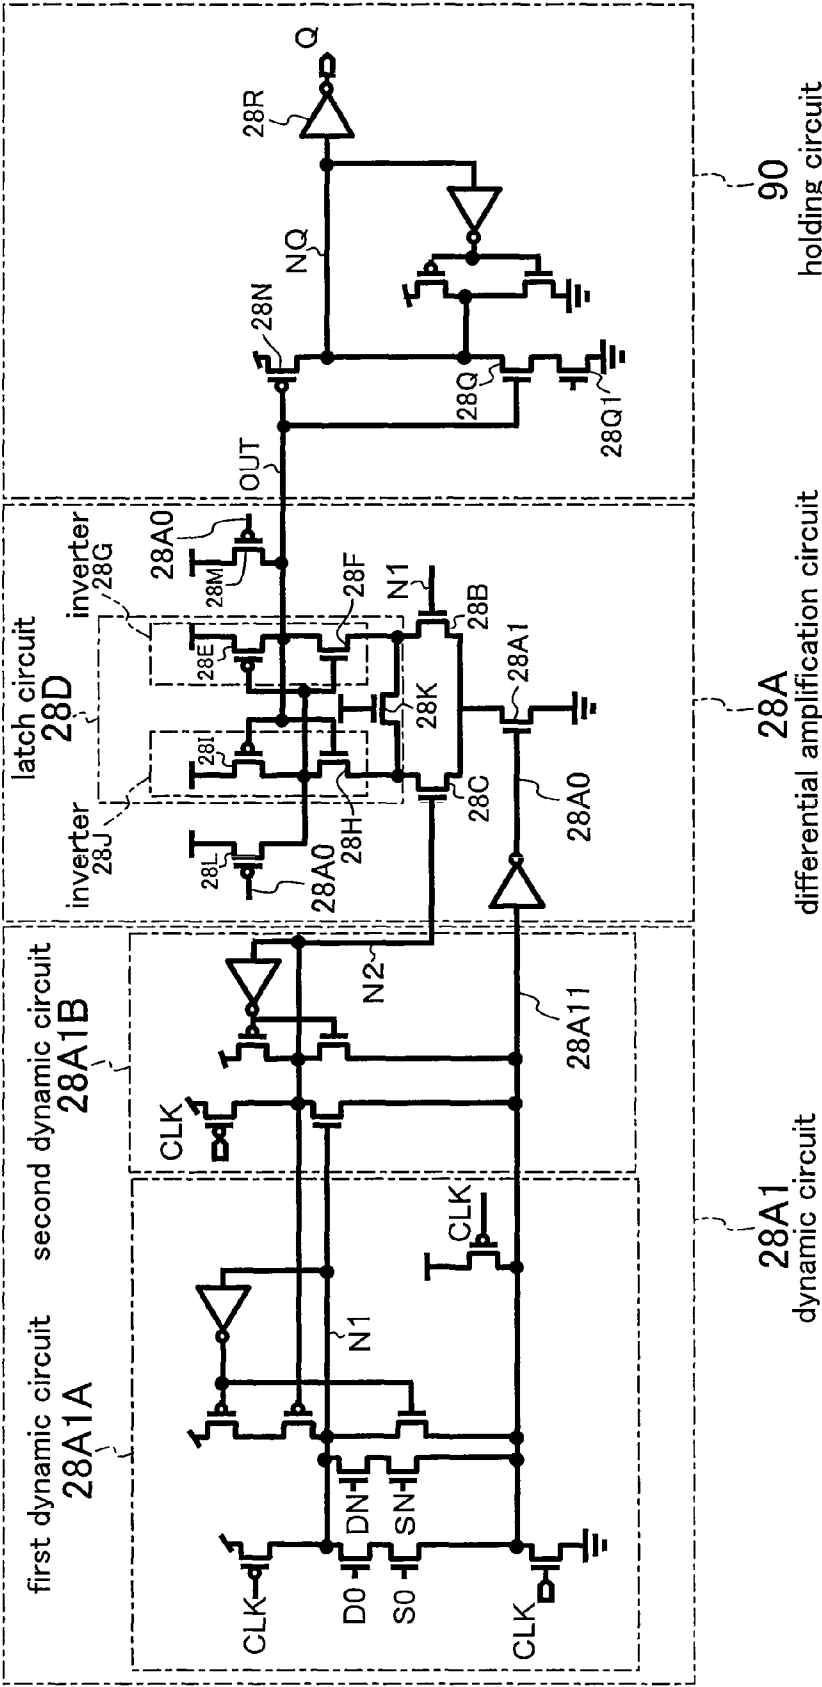 first dynamic circuit
28A1A
second dynamic circuit
28A1B
inverter
28J
latch circuit
28D
inverter
28G
CLK
D0
S0
CLK
DN
SN
N1
CLK
CLK
N2
28A11
28L
28A0
28I
28H
28E
28F
28M
28A0
28K
N1
28B
28C
28A1
28A0
OUT
28N
NQ
28Q
28Q1
28R
Q
28A1
dynamic circuit
28A
differential amplification circuit
90
holding circuit